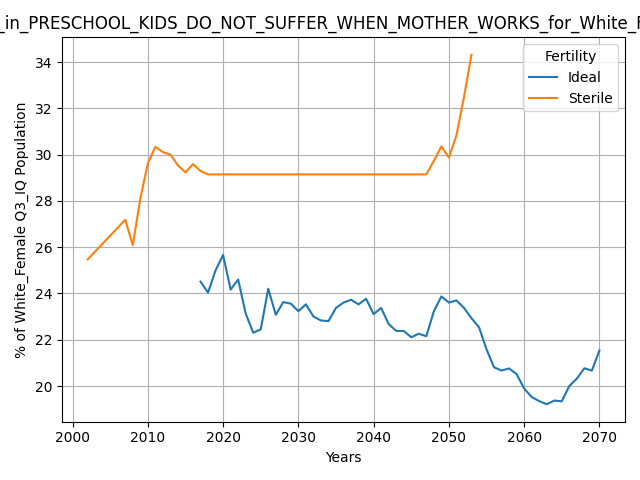 _in_PRESCHOOL_KIDS_DO_NOT_SUFFER_WHEN_MOTHER_WORKS_for_White_F
Fertility
Ideal
Sterile
% of White_Female Q3_IQ Population
34
32
30
28
26
24
22
20
2000 2010 2020 2030 2040 2050 2060 2070
Years